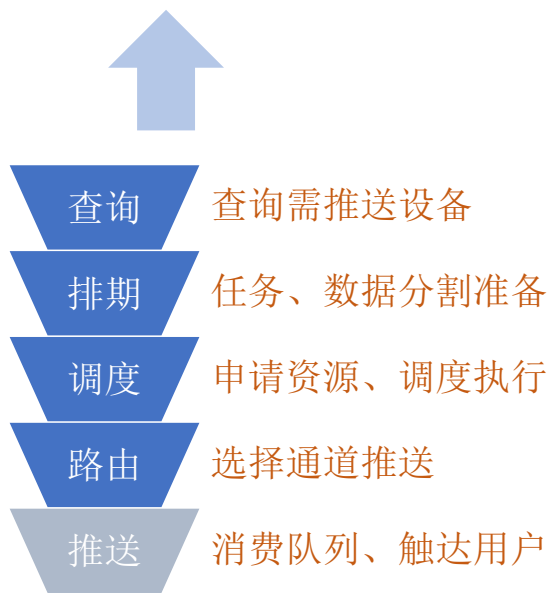 查询 查询需推送设备
排期 任务、数据分割准备
调度 申请资源、调度执行
路由 选择通道推送
推送 消费队列、触达用户